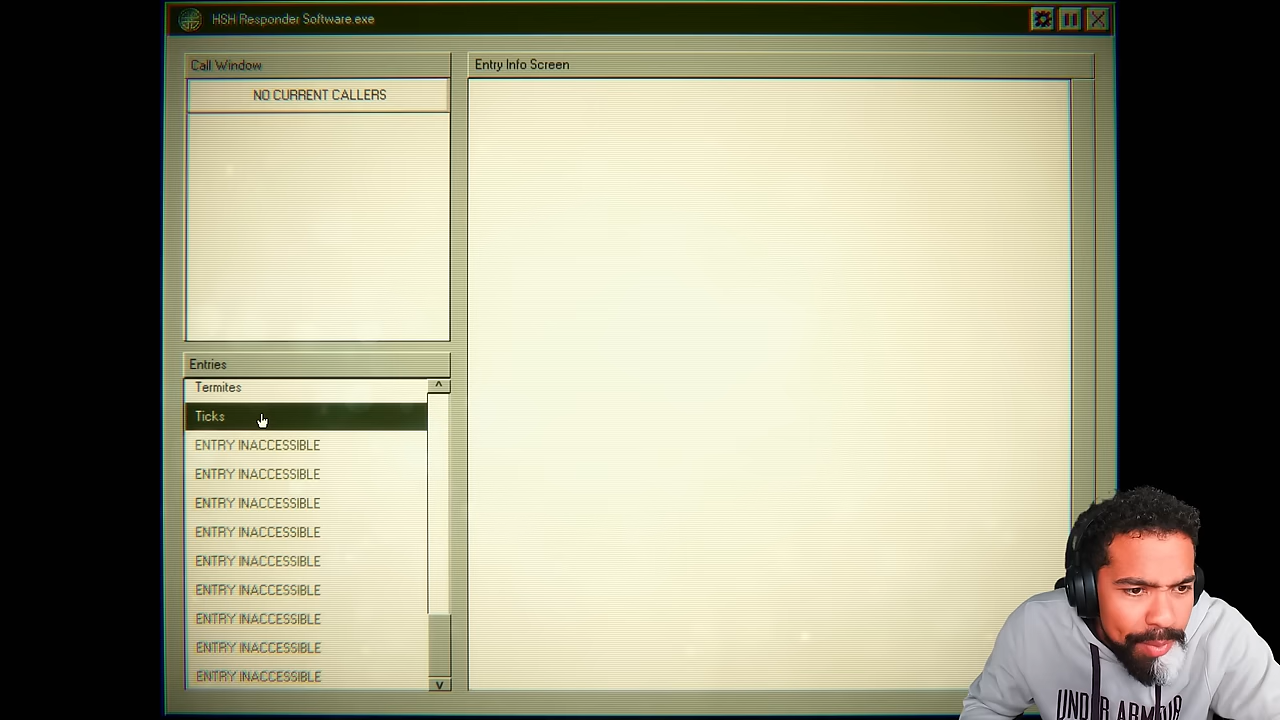 HSH Responder Software.exe
Call Window
NO CURRENT CALLERS
Entry Info Screen
Entries
Termites
Ticks
ENTRY INACCESSIBLE
ENTRY INACCESSIBLE
ENTRY INACCESSIBLE
ENTRY INACCESSIBLE
ENTRY INACCESSIBLE
ENTRY INACCESSIBLE
ENTRY INACCESSIBLE
ENTRY INACCESSIBLE
ENTRY INACCESSIBLE
UNDER ARMOUR